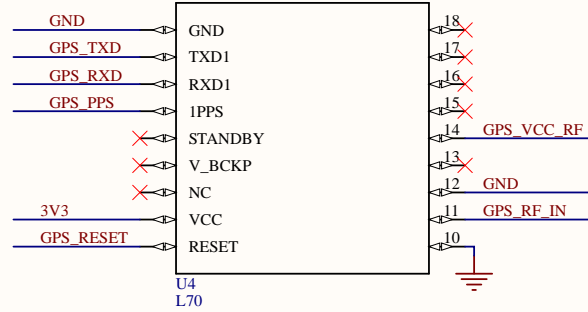 GND GND 18
GPS_TXD TXD1 17
GPS_RXD RXD1 16
GPS_PPS 1PPS 15
STANDBY 14 GPS_VCC_RF
V_BCKP 13
NC 12 GND
3V3 VCC 11 GPS_RF_IN
GPS_RESET RESET 10
U4
L70